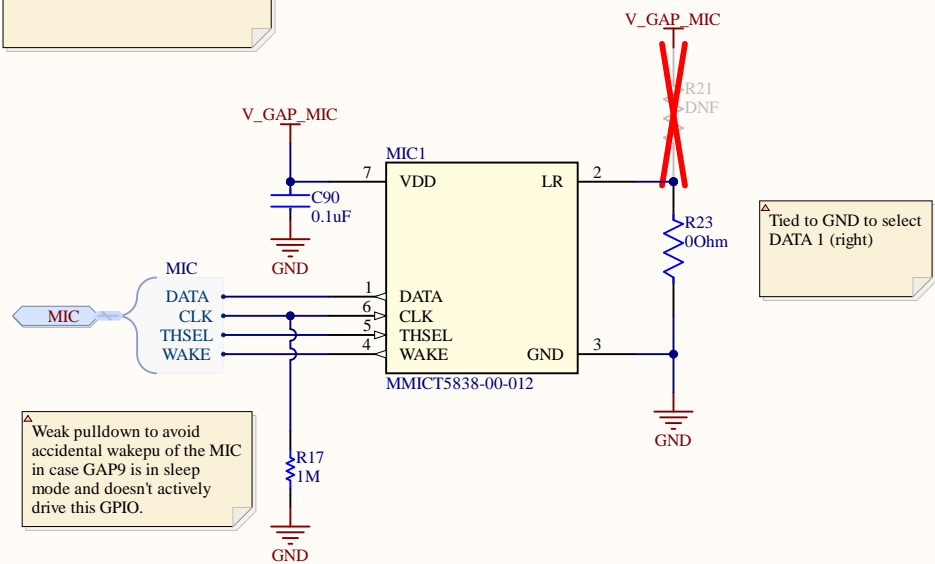 V_GAP_MIC
R21
DNF
V_GAP_MIC
MIC1
7
VDD
LR
2
C90
0.1uF
R23
0Ohm
Tied to GND to select
DATA 1 (right)
GND
MIC
MIC
DATA
CLK
THSEL
WAKE
1
6
5
4
DATA
CLK
THSEL
WAKE
GND
3
MMICT5838-00-012
GND
Weak pulldown to avoid
accidental wakepu of the MIC
in case GAP9 is in sleep
mode and doesn't actively
drive this GPIO.
R17
1M
GND